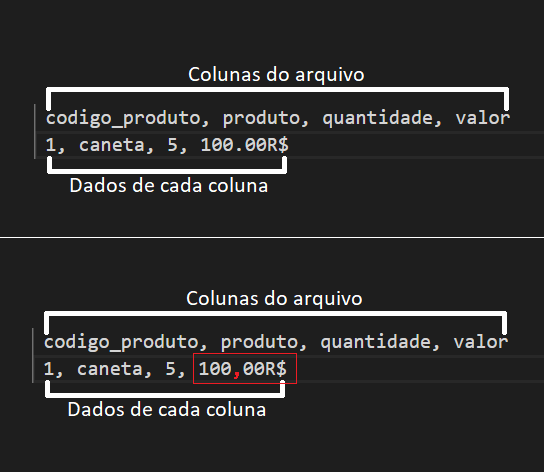 Colunas do arquivo
codigo_produto, produto, quantidade, valor
1, caneta, 5, 100.00R$
Dados de cada coluna
Colunas do arquivo
codigo_produto, produto, quantidade, valor
1, caneta, 5, 100,00R$
Dados de cada coluna